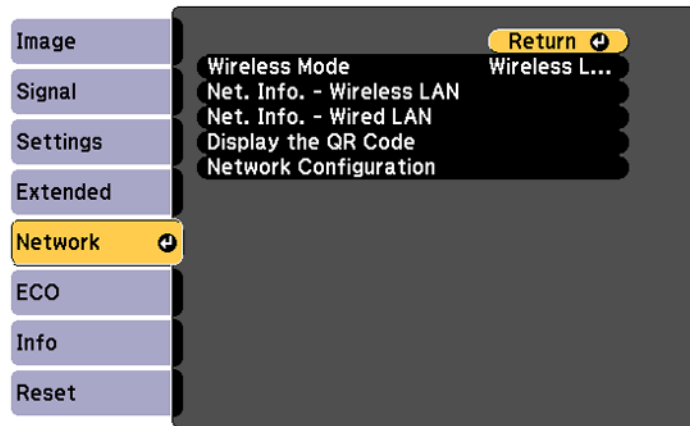 Image
Signal
Settings
Extended
Network
ECO
Info
Reset
Return
Wireless Mode Wireless L...
Net. Info. - Wireless LAN
Net. Info. - Wired LAN
Display the QR Code
Network Configuration